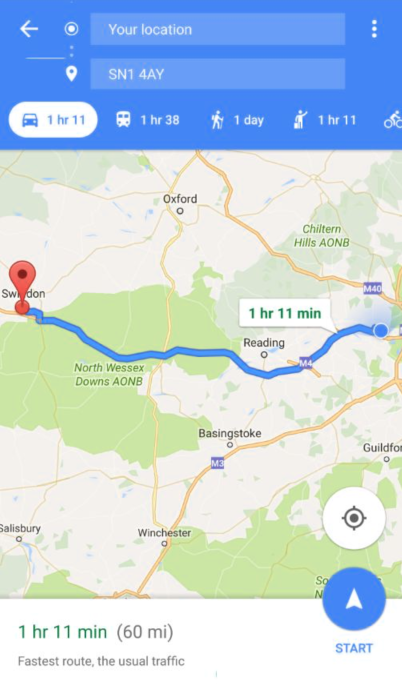 Your location
SN1 4AY
1 hr 11
1 hr 38
1 day
1 hr 11
Oxford
Chiltern
Hills AONB
M40
Swindon
1 hr 11 min
Reading
M4
North Wessex
Downs AONB
Basingstoke
M3
Guildfor
Salisbury
Winchester
So
N
1 hr 11 min (60 mi)
START
Fastest route, the usual traffic